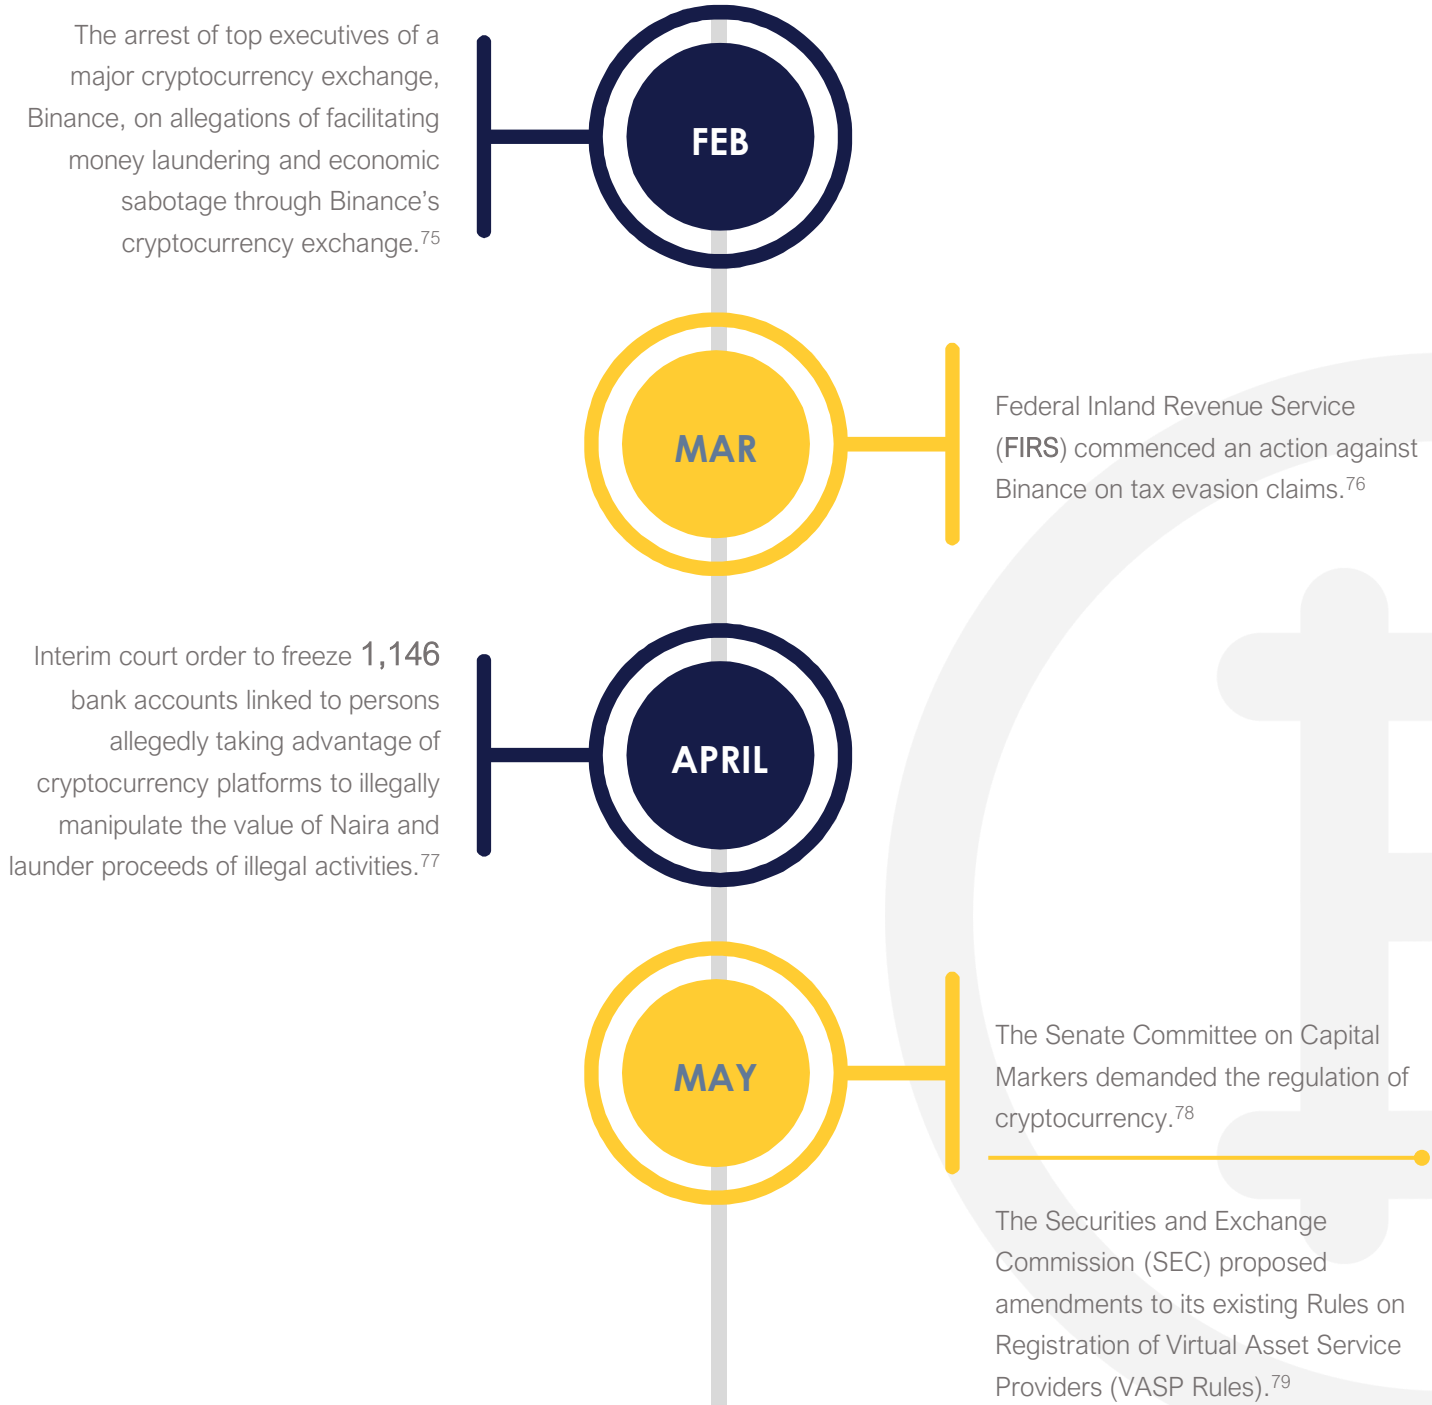 The arrest of top executives of a
major cryptocurrency exchange,
Binance, on allegations of facilitating
money laundering and economic
sabotage through Binance’s
cryptocurrency exchange.75
FEB
MAR
Federal Inland Revenue Service
(FIRS) commenced an action against
Binance on tax evasion claims.76
Interim court order to freeze 1,146
bank accounts linked to persons
allegedly taking advantage of
cryptocurrency platforms to illegally
manipulate the value of Naira and
launder proceeds of illegal activities.77
APRIL
MAY
The Senate Committee on Capital
Markers demanded the regulation of
cryptocurrency.78
The Securities and Exchange
Commission (SEC) proposed
amendments to its existing Rules on
Registration of Virtual Asset Service
Providers (VASP Rules).79